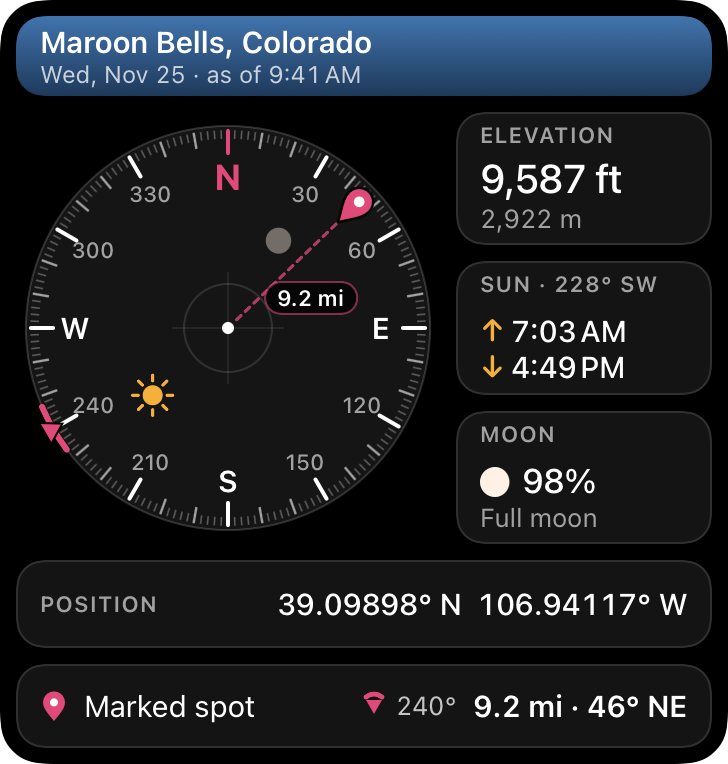 Maroon Bells, Colorado
Wed, Nov 25 · as of 9:41 AM
N
330
30
300
60
9.2 mi
W
E
240
120
210
150
S
ELEVATION
9,587 ft
2,922 m
SUN · 228° SW
↑ 7:03 AM
↓ 4:49 PM
MOON
98%
Full moon
POSITION 39.09898° N 106.94117° W
Marked spot 240° 9.2 mi · 46° NE